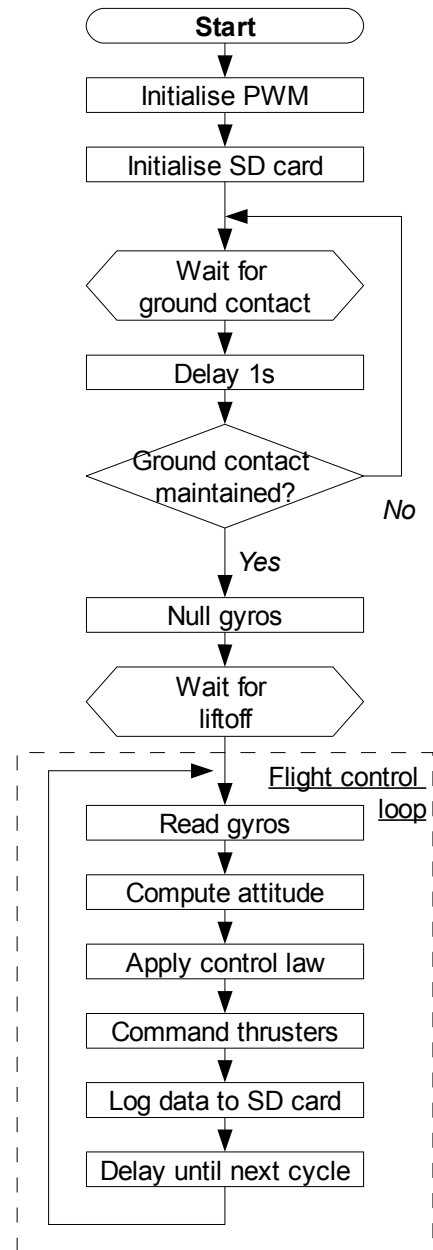 Start
Initialise PWM
Initialise SD card
Wait for
ground contact
Delay 1s
Ground contact
maintained?
No
Yes
Null gyros
Wait for
liftoff
Flight control
loop
Read gyros
Compute attitude
Apply control law
Command thrusters
Log data to SD card
Delay until next cycle